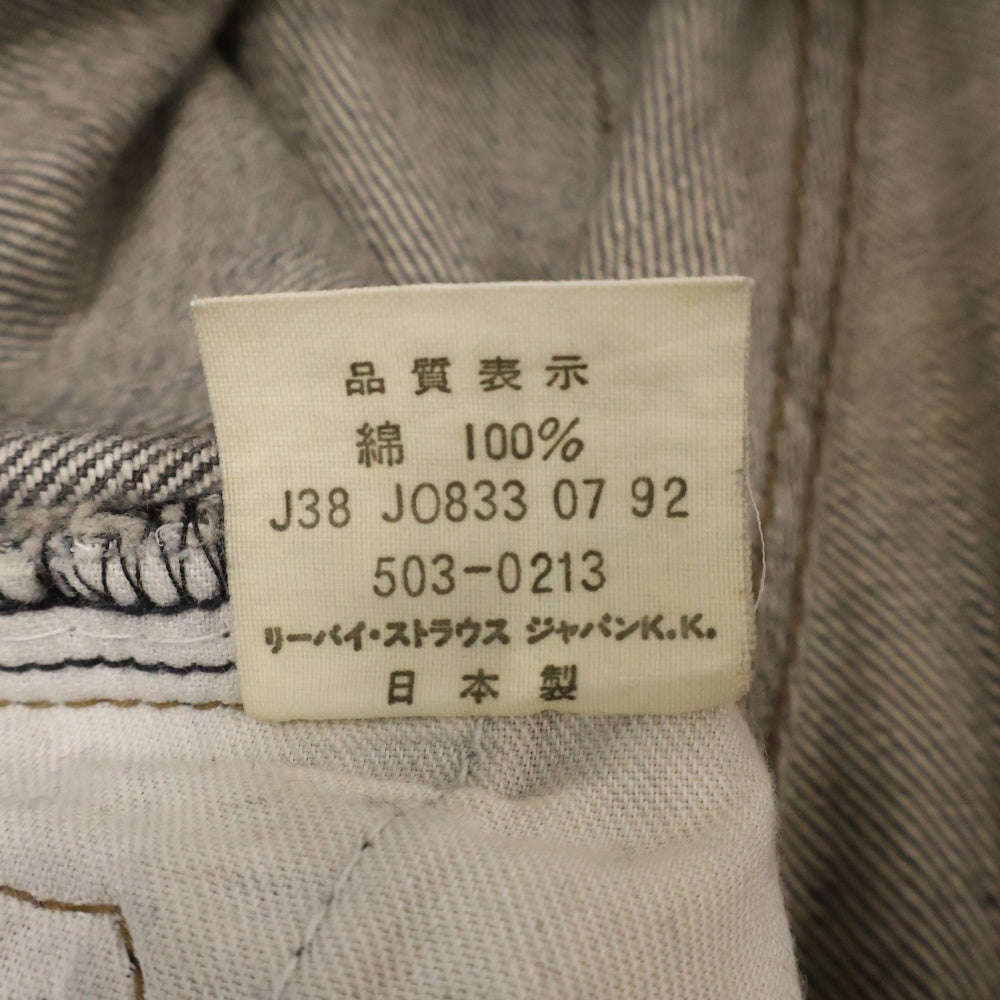 品質表示
綿 100%
J38 JO833 07 92
503-0213
リーバイ・ストラウス ジャパンK.K.
日本製